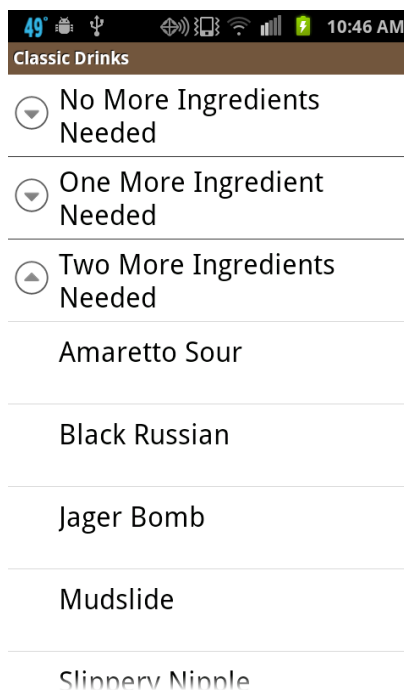 49°
10:46 AM
Classic Drinks
No More Ingredients
Needed
One More Ingredient
Needed
Two More Ingredients
Needed
Amaretto Sour
Black Russian
Jager Bomb
Mudslide
Slippery Nipple